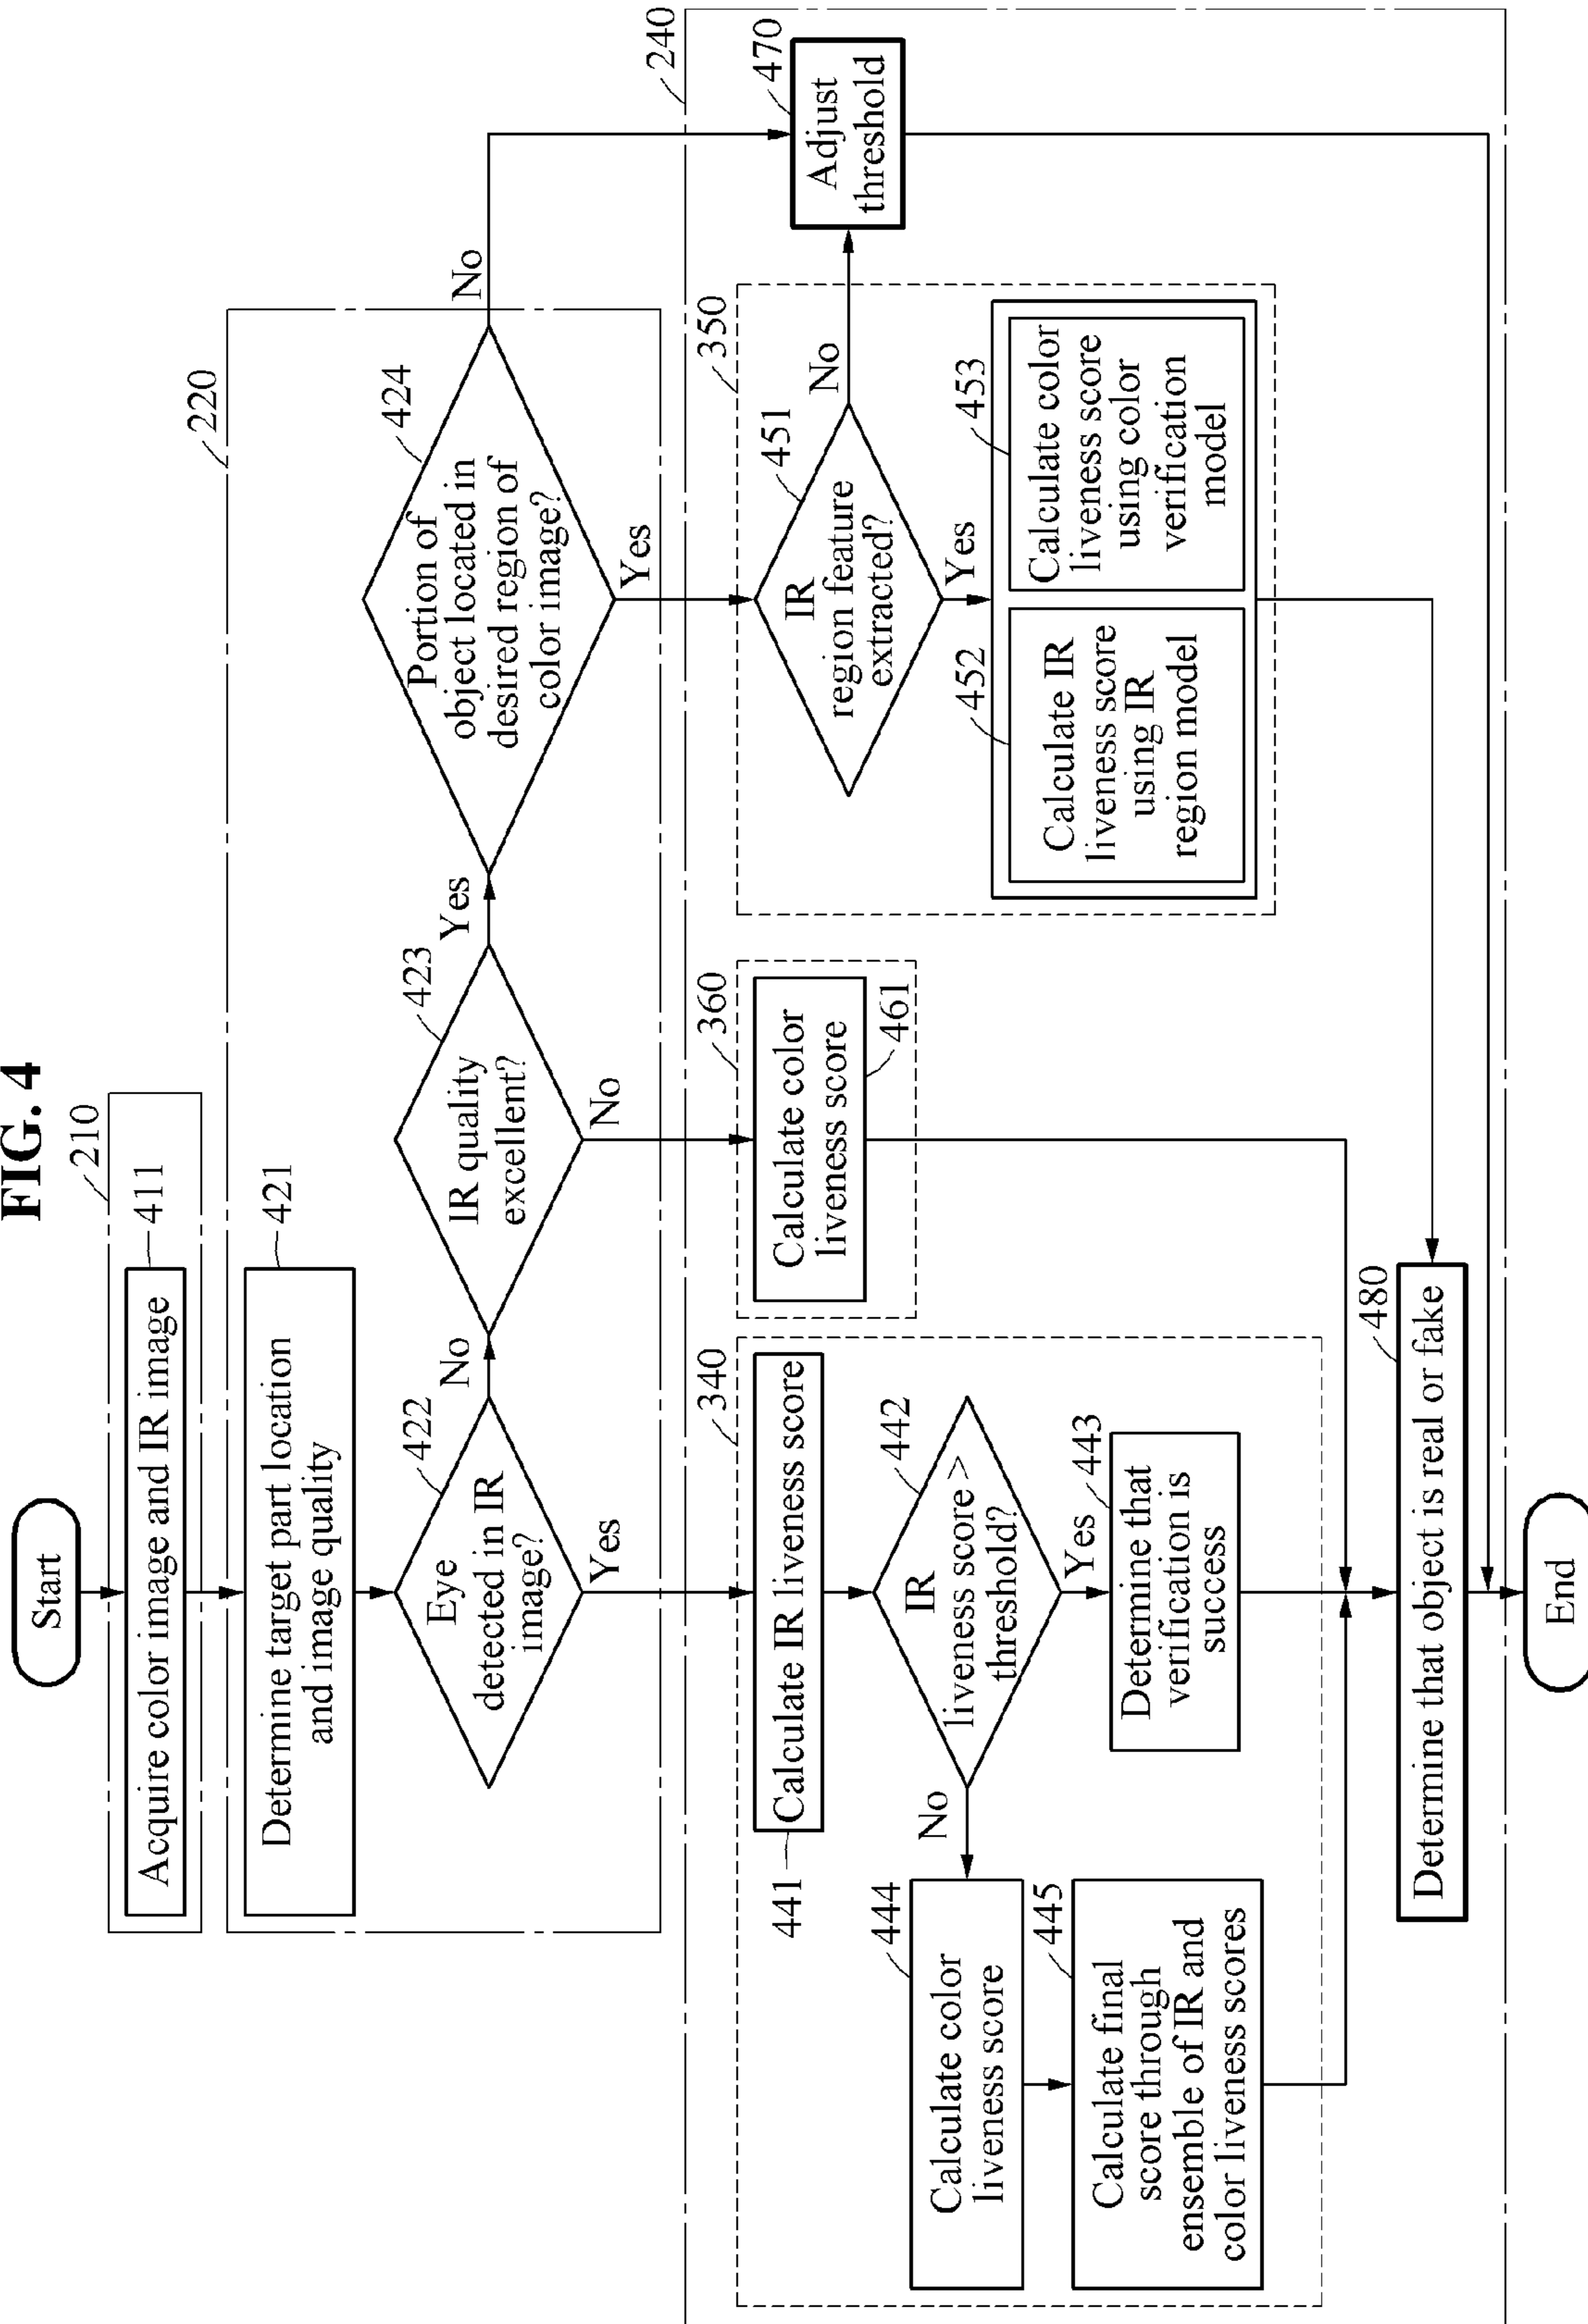 FIG. 4
Start
210
Acquire color image and IR image
411
220
Determine target part location
and image quality
421
Eye
detected in IR
image?
422
No
Yes
IR quality
excellent?
423
Yes
No
Portion of
object located in
desired region of
color image?
424
No
Yes
240
340
441
Calculate IR liveness score
IR
liveness score >
threshold?
442
No
Yes
Determine that
verification is
success
443
444
Calculate color
liveness score
445
Calculate final
score through
ensemble of IR and
color liveness scores
360
Calculate color
liveness score
461
350
IR
region feature
extracted?
451
No
Yes
452
Calculate IR
liveness score
using IR
region model
453
Calculate color
liveness score
using color
verification
model
470
Adjust
threshold
480
Determine that object is real or fake
End